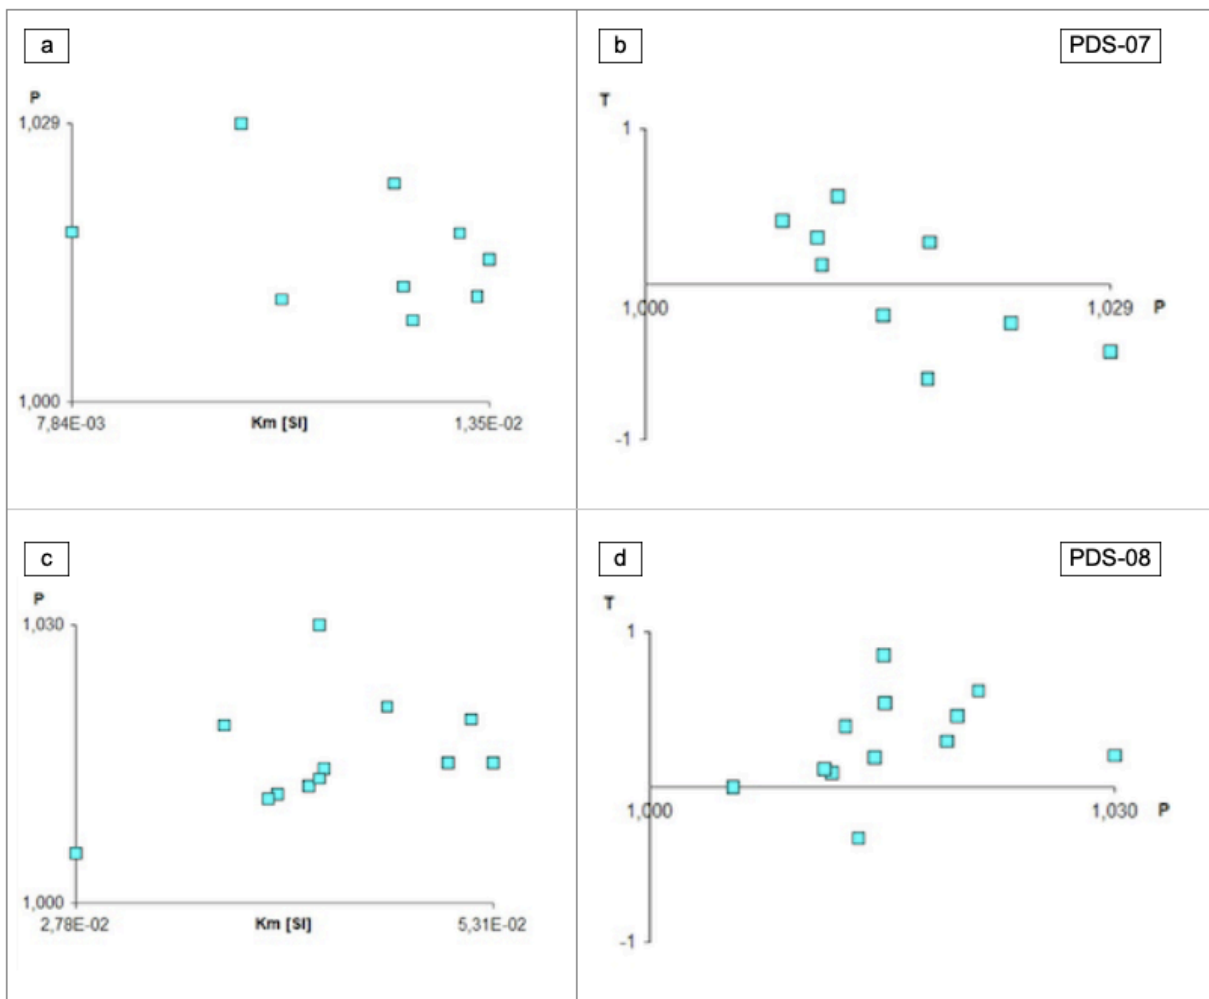 a
P
1,029
1,000
7,84E-03
Km [SI]
1,35E-02
b
PDS-07
T
1
1,000
1,029
P
-1
c
P
1,030
1,000
2,78E-02
Km [SI]
5,31E-02
d
PDS-08
T
1
1,000
1,030
P
-1